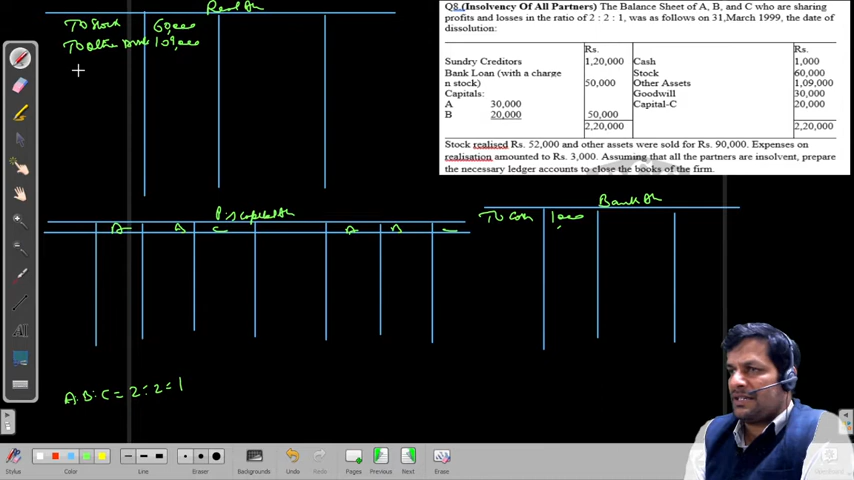 Real A/c
To Stock 60,000
To Other Assets 109,000
Q8.(Insolvency Of All Partners) The Balance Sheet of A, B, and C who are sharing
profits and losses in the ratio of 2 : 2 : 1, was as follows on 31,March 1999, the date of
dissolution:
Rs. Rs.
Sundry Creditors 1,20,000 Cash 1,000
Bank Loan (with a charge Stock 60,000
n stock) 50,000 Other Assets 1,09,000
Capitals: Goodwill 30,000
A 30,000 Capital-C 20,000
B 20,000 50,000
2,20,000 2,20,000
Stock realised Rs. 52,000 and other assets were sold for Rs. 90,000. Expenses on
realisation amounted to Rs. 3,000. Assuming that all the partners are insolvent, prepare
the necessary ledger accounts to close the books of the firm.
P's Capital A/c
A B C A B C
Bank A/c
To Cash 1000
A:B:C = 2:2:1
AI
Stylus Color Line Eraser Backgrounds Undo Redo Pages Previous Next Erase Stylus